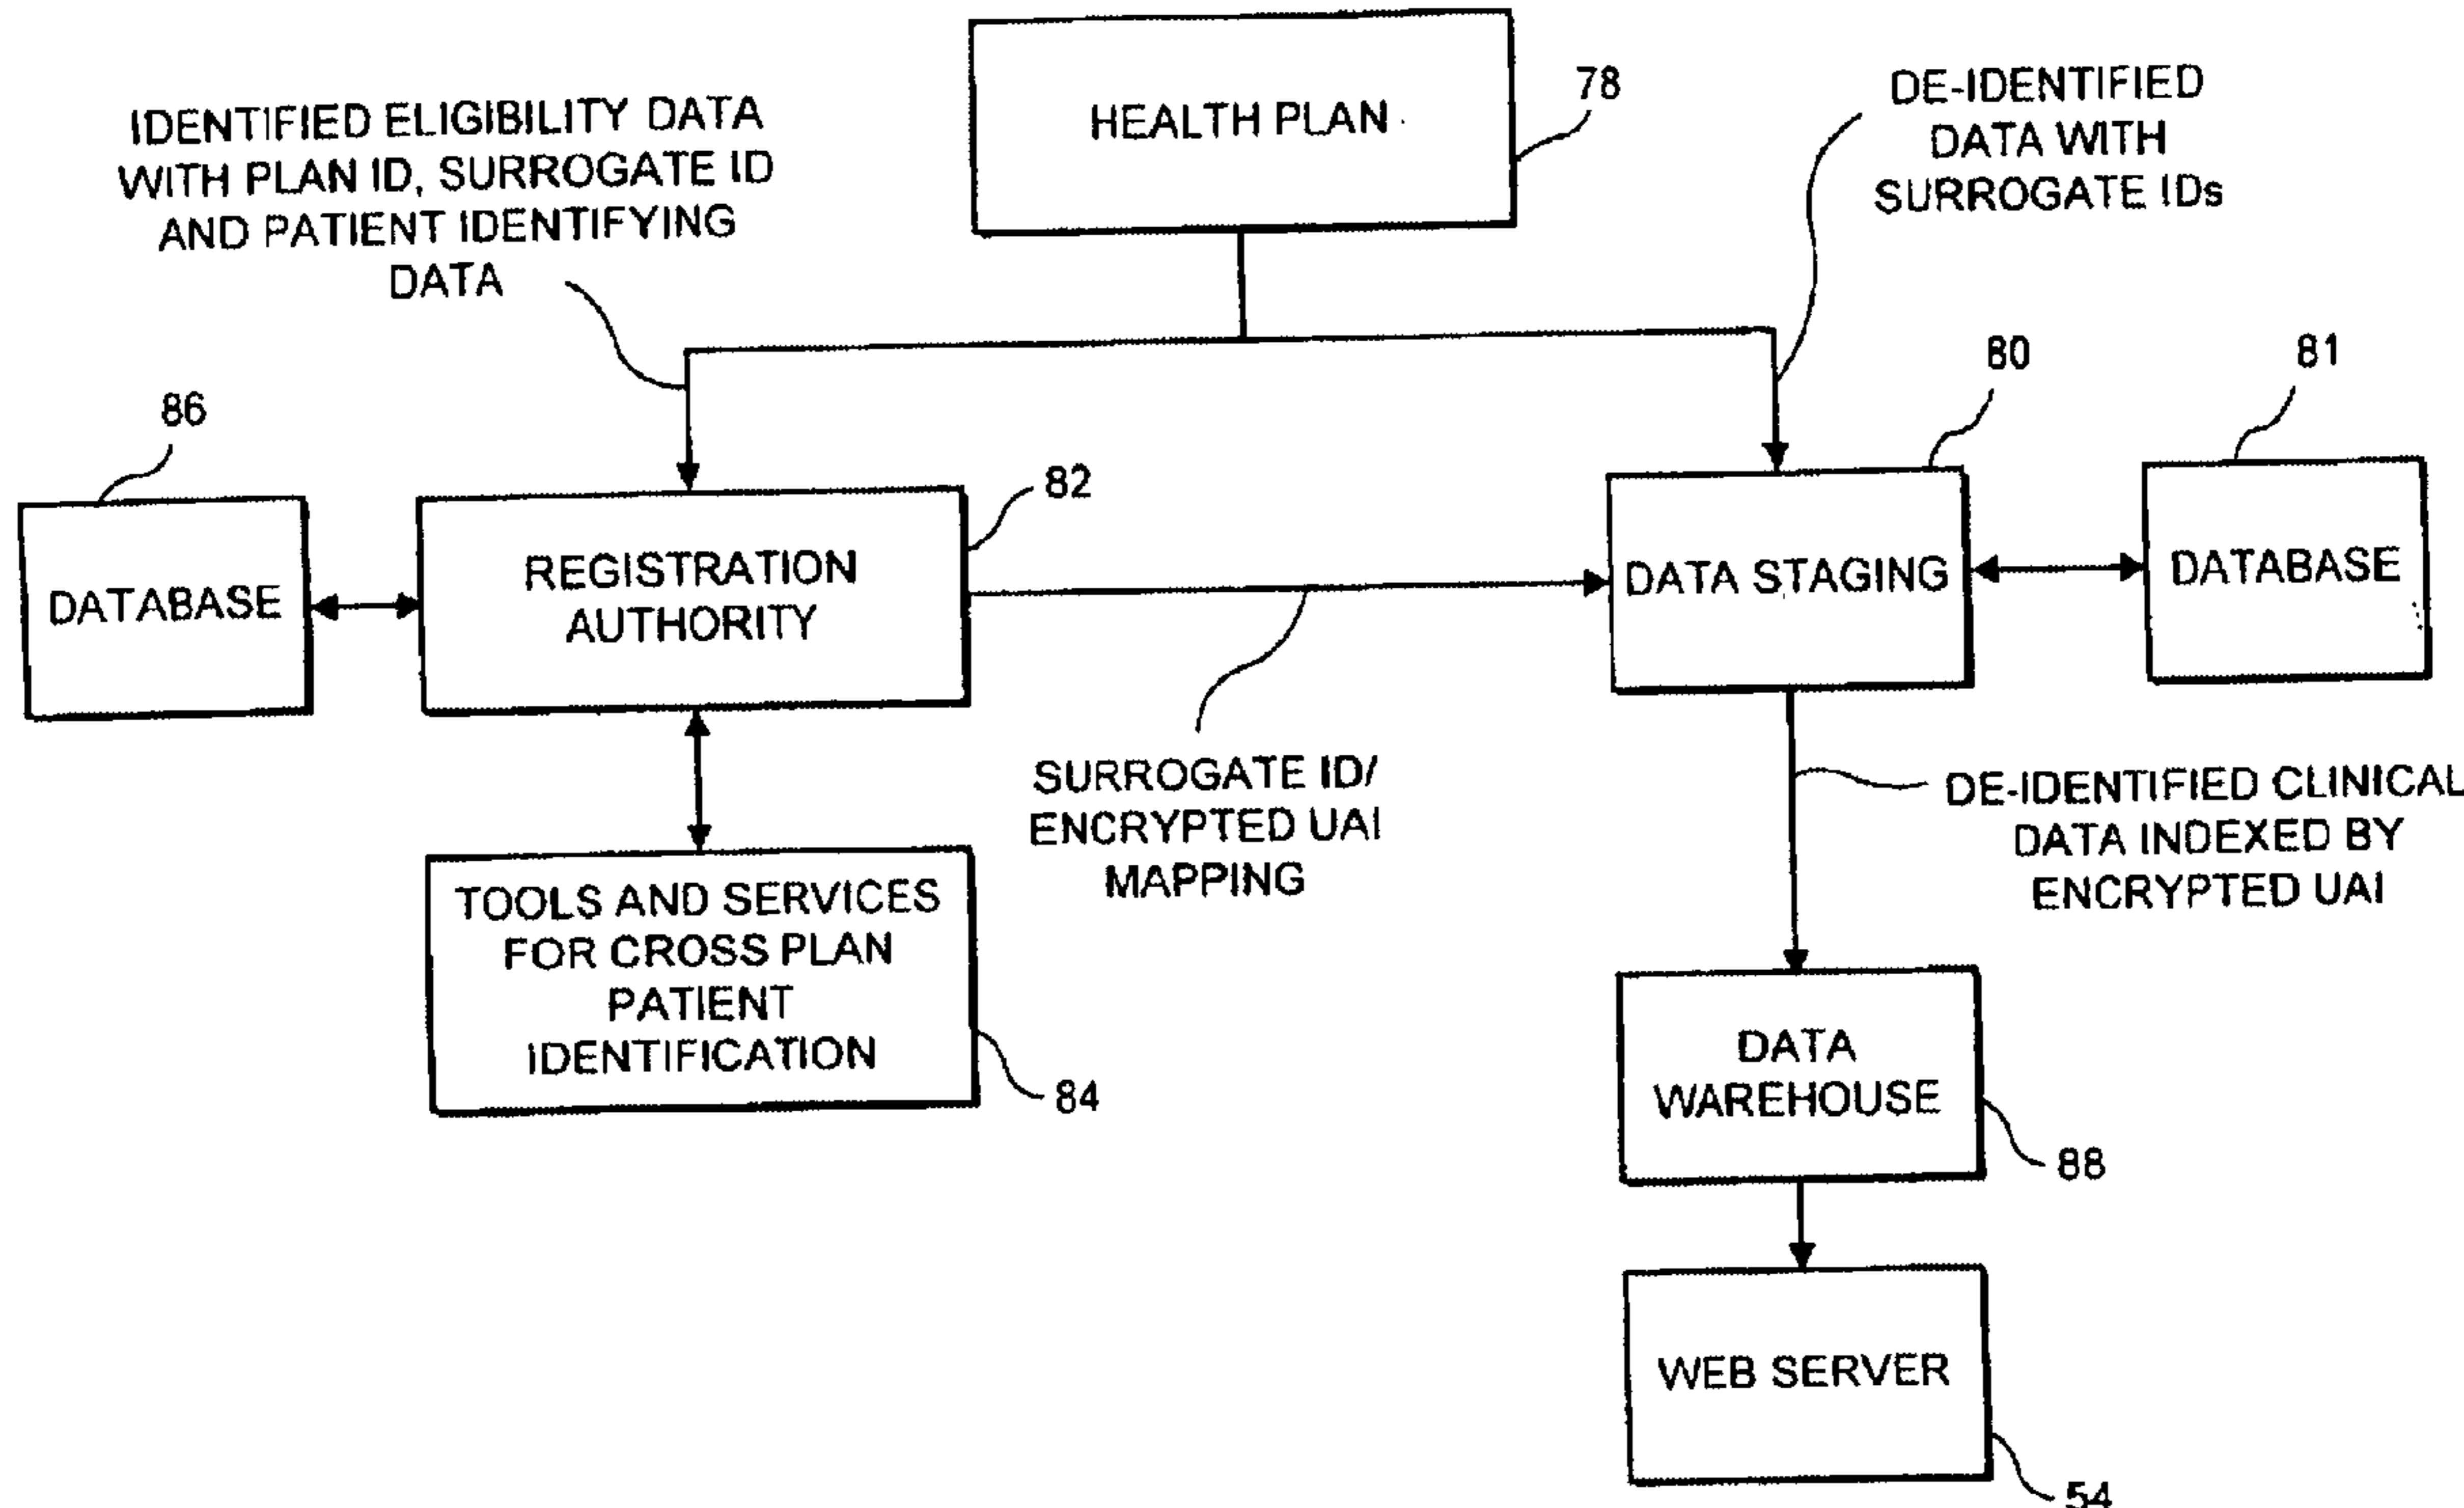 HEALTH PLAN
78
IDENTIFIED ELIGIBILITY DATA
WITH PLAN ID, SURROGATE ID
AND PATIENT IDENTIFYING
DATA
DE-IDENTIFIED
DATA WITH
SURROGATE IDs
86
DATABASE
82
REGISTRATION
AUTHORITY
80
DATA STAGING
81
DATABASE
SURROGATE ID/
ENCRYPTED UAI
MAPPING
DE-IDENTIFIED CLINICAL
DATA INDEXED BY
ENCRYPTED UAI
TOOLS AND SERVICES
FOR CROSS PLAN
PATIENT
IDENTIFICATION
84
DATA
WAREHOUSE
88
WEB SERVER
54